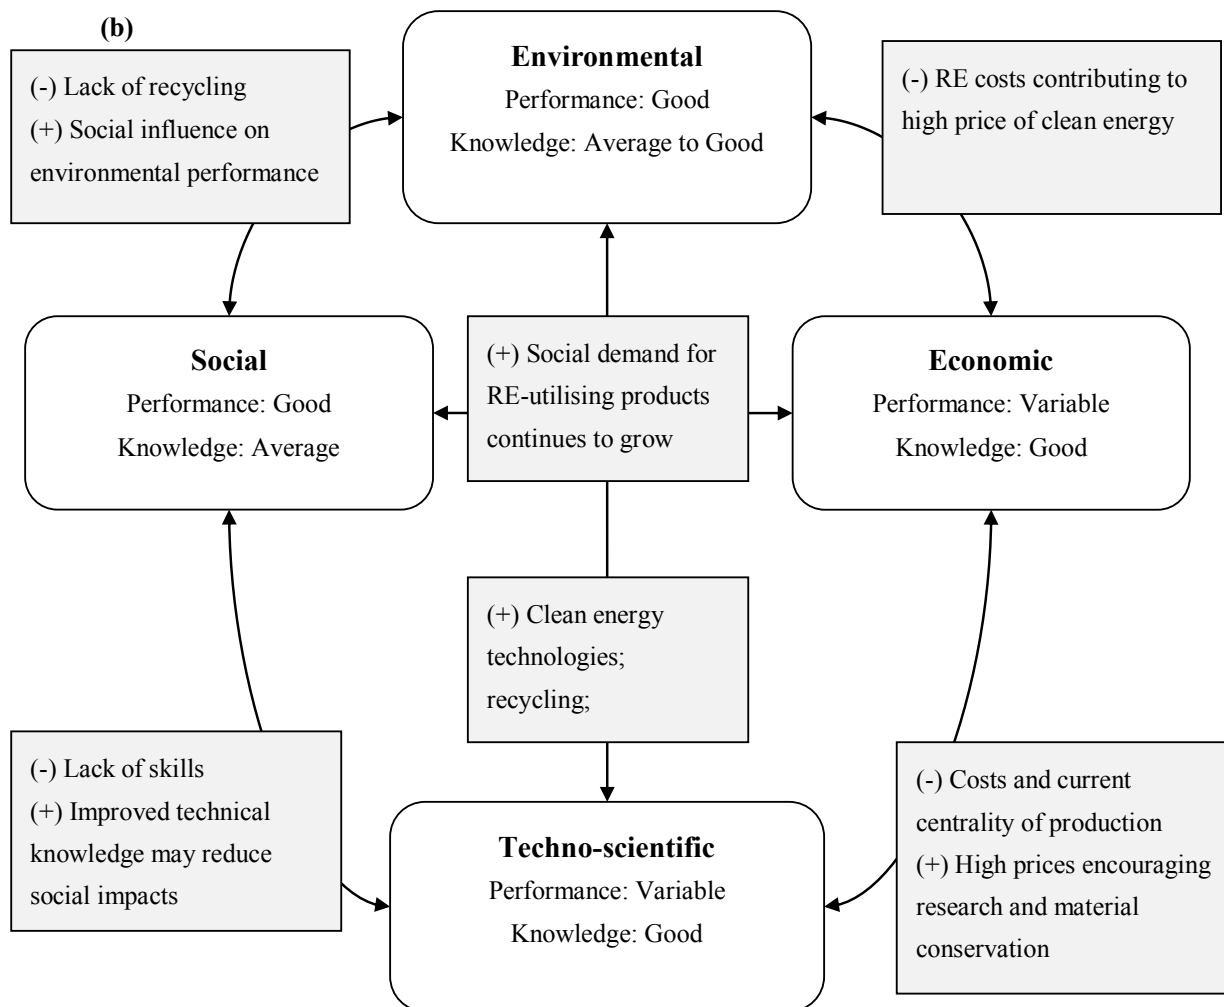 (b)
(-) Lack of recycling
(+) Social influence on
environmental performance
Environmental
Performance: Good
Knowledge: Average to Good
(-) RE costs contributing to
high price of clean energy
Social
Performance: Good
Knowledge: Average
(+) Social demand for
RE-utilising products
continues to grow
Economic
Performance: Variable
Knowledge: Good
(+) Clean energy
technologies;
recycling;
(-) Lack of skills
(+) Improved technical
knowledge may reduce
social impacts
Techno-scientific
Performance: Variable
Knowledge: Good
(-) Costs and current
centrality of production
(+) High prices encouraging
research and material
conservation